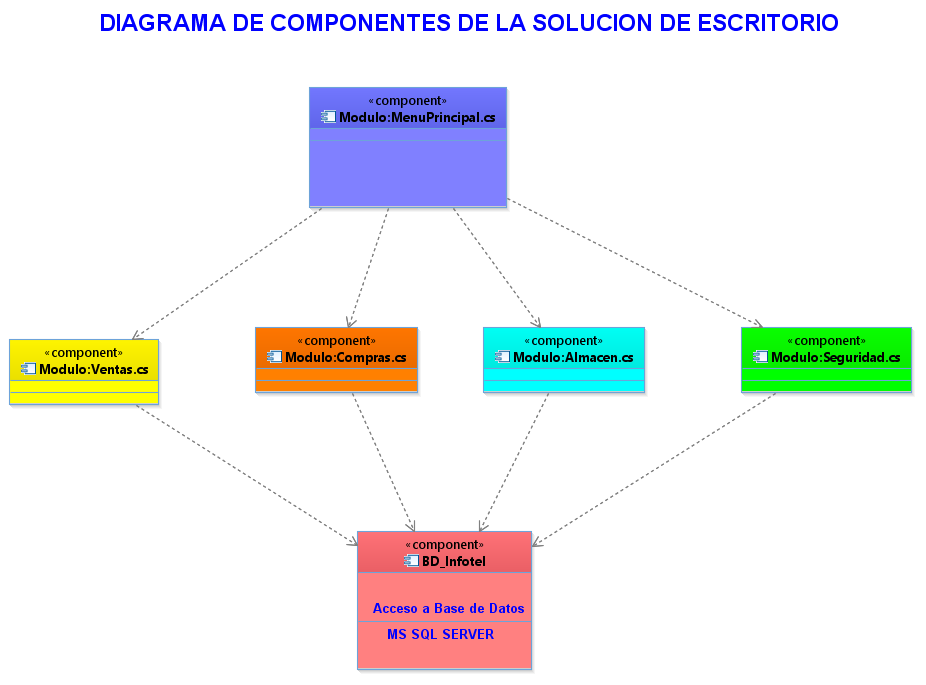 DIAGRAMA DE COMPONENTES DE LA SOLUCION DE ESCRITORIO
«component»
Modulo:MenuPrincipal.cs
«component»
Modulo:Ventas.cs
«component»
Modulo:Compras.cs
«component»
Modulo:Almacen.cs
«component»
Modulo:Seguridad.cs
«component»
BD_Infotel
Acceso a Base de Datos
MS SQL SERVER